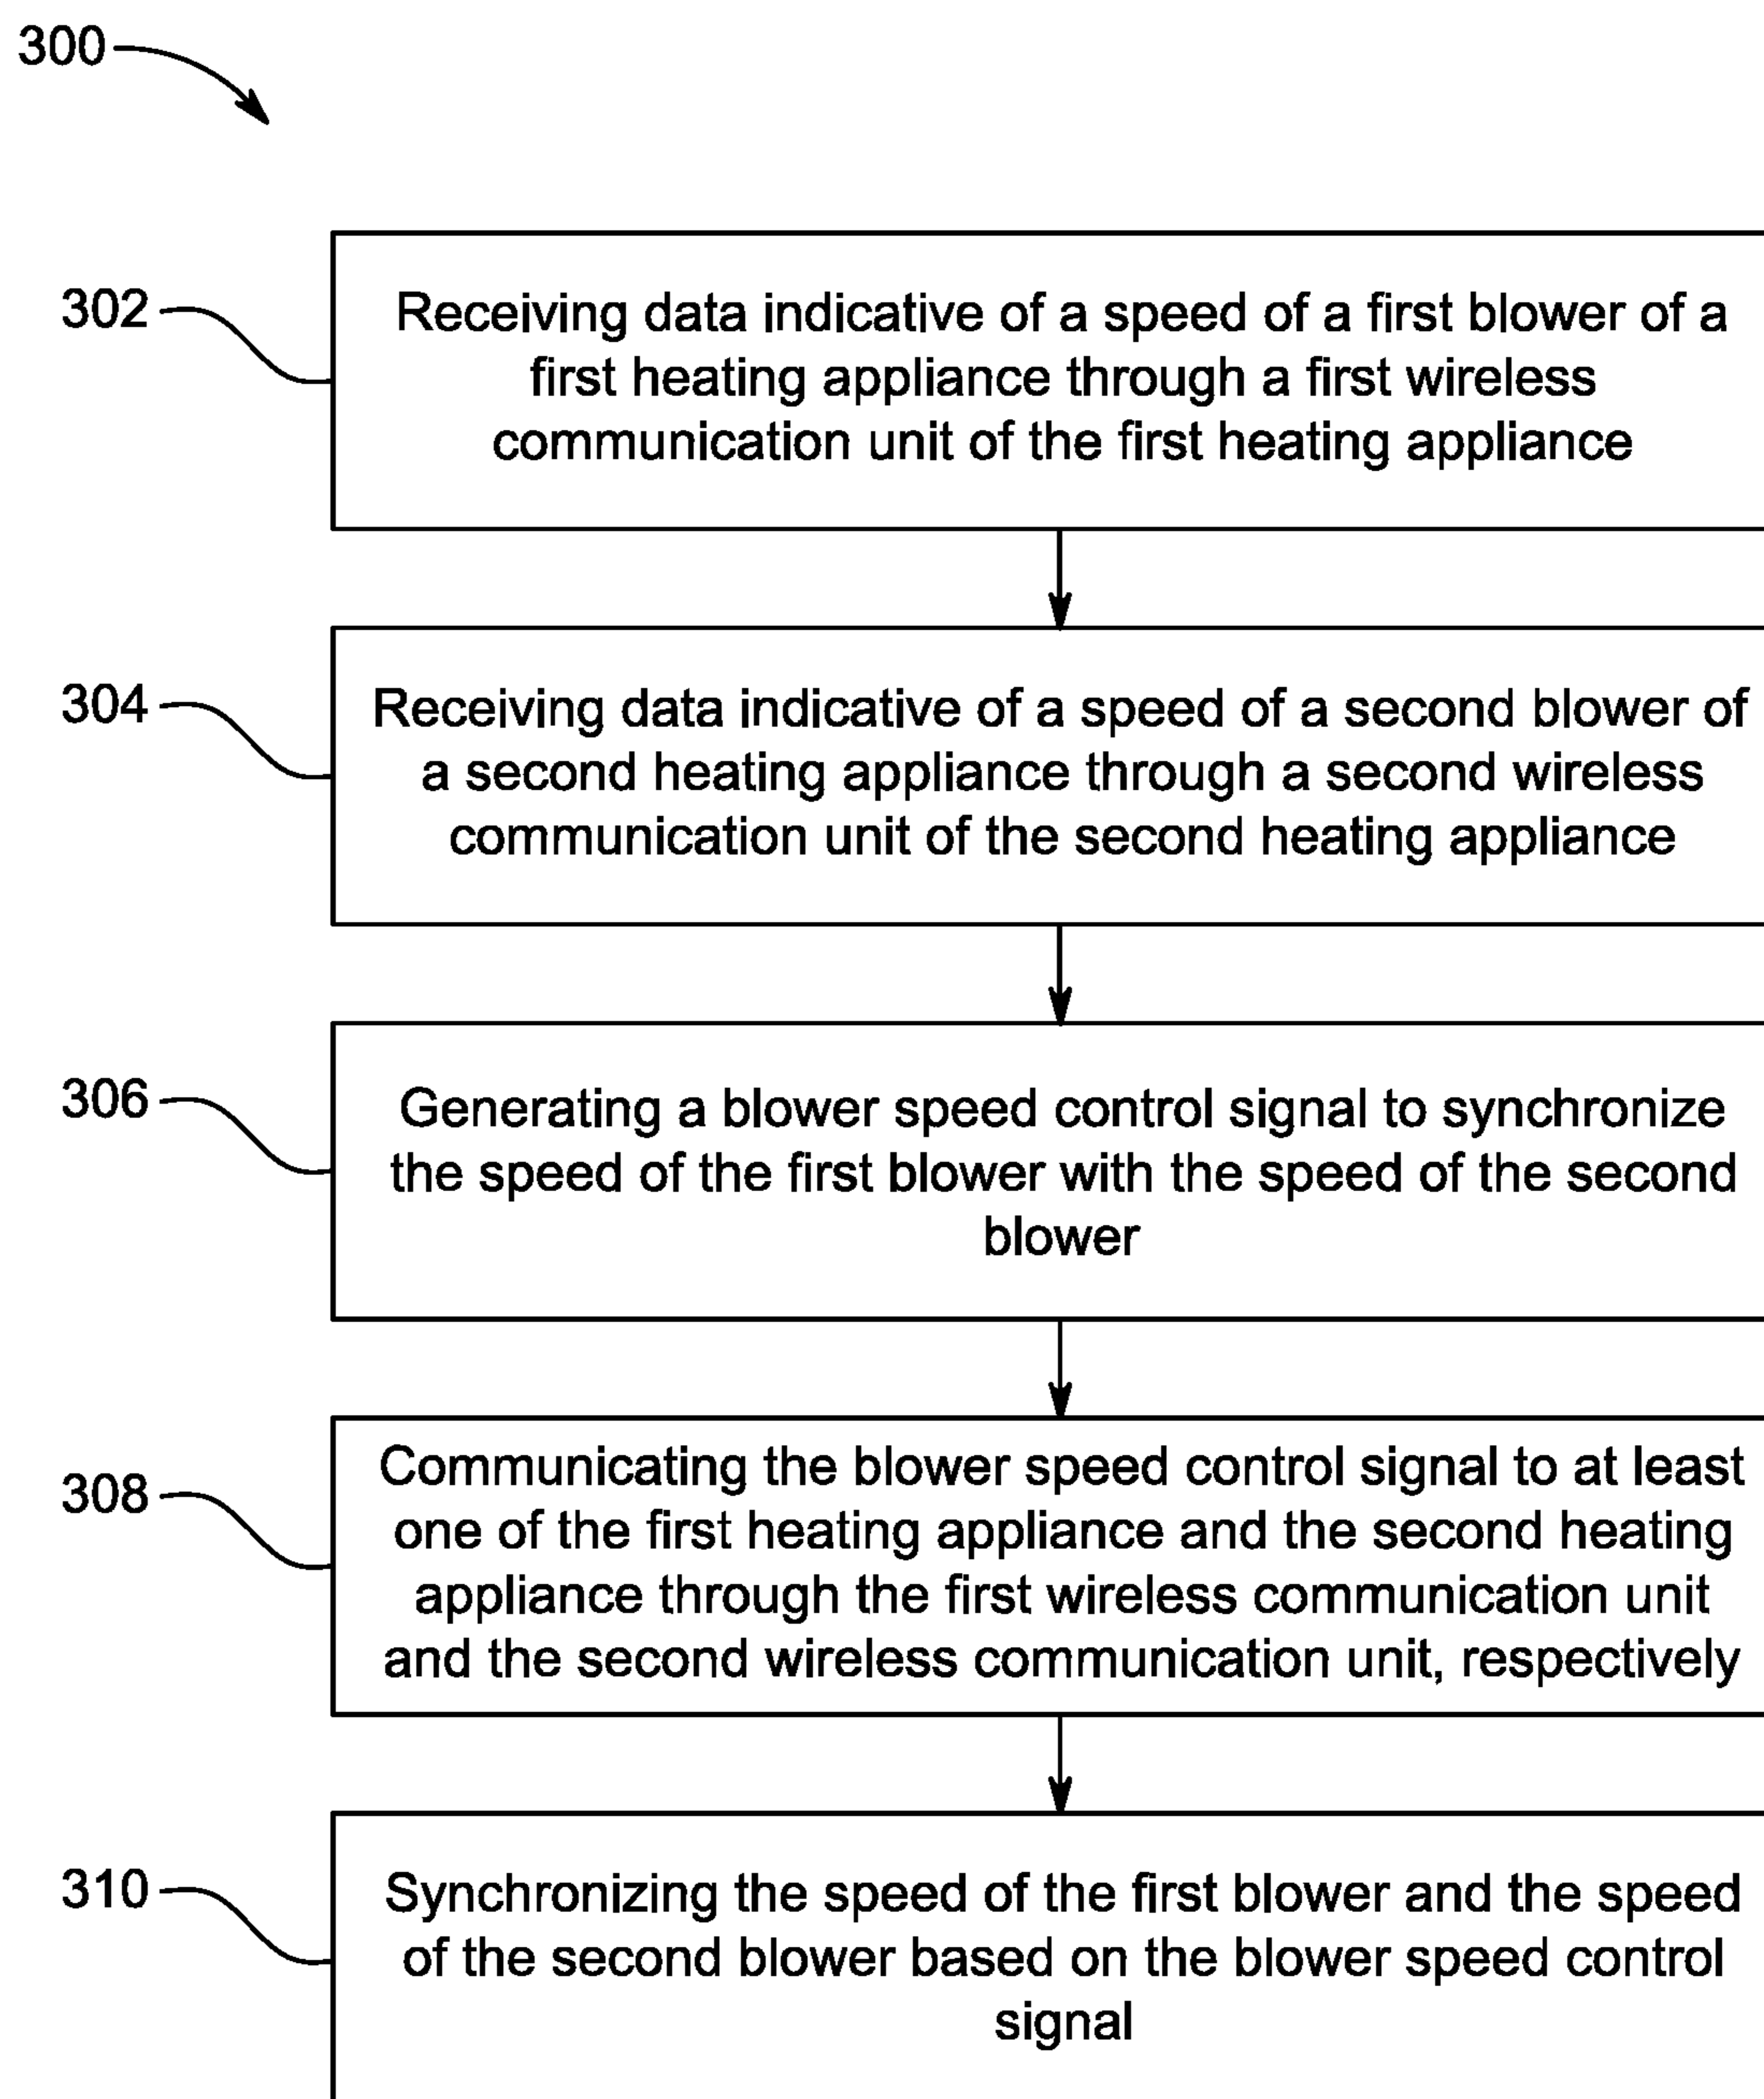 300
302
Receiving data indicative of a speed of a first blower of a
first heating appliance through a first wireless
communication unit of the first heating appliance
304
Receiving data indicative of a speed of a second blower of
a second heating appliance through a second wireless
communication unit of the second heating appliance
306
Generating a blower speed control signal to synchronize
the speed of the first blower with the speed of the second
blower
308
Communicating the blower speed control signal to at least
one of the first heating appliance and the second heating
appliance through the first wireless communication unit
and the second wireless communication unit, respectively
310
Synchronizing the speed of the first blower and the speed
of the second blower based on the blower speed control
signal